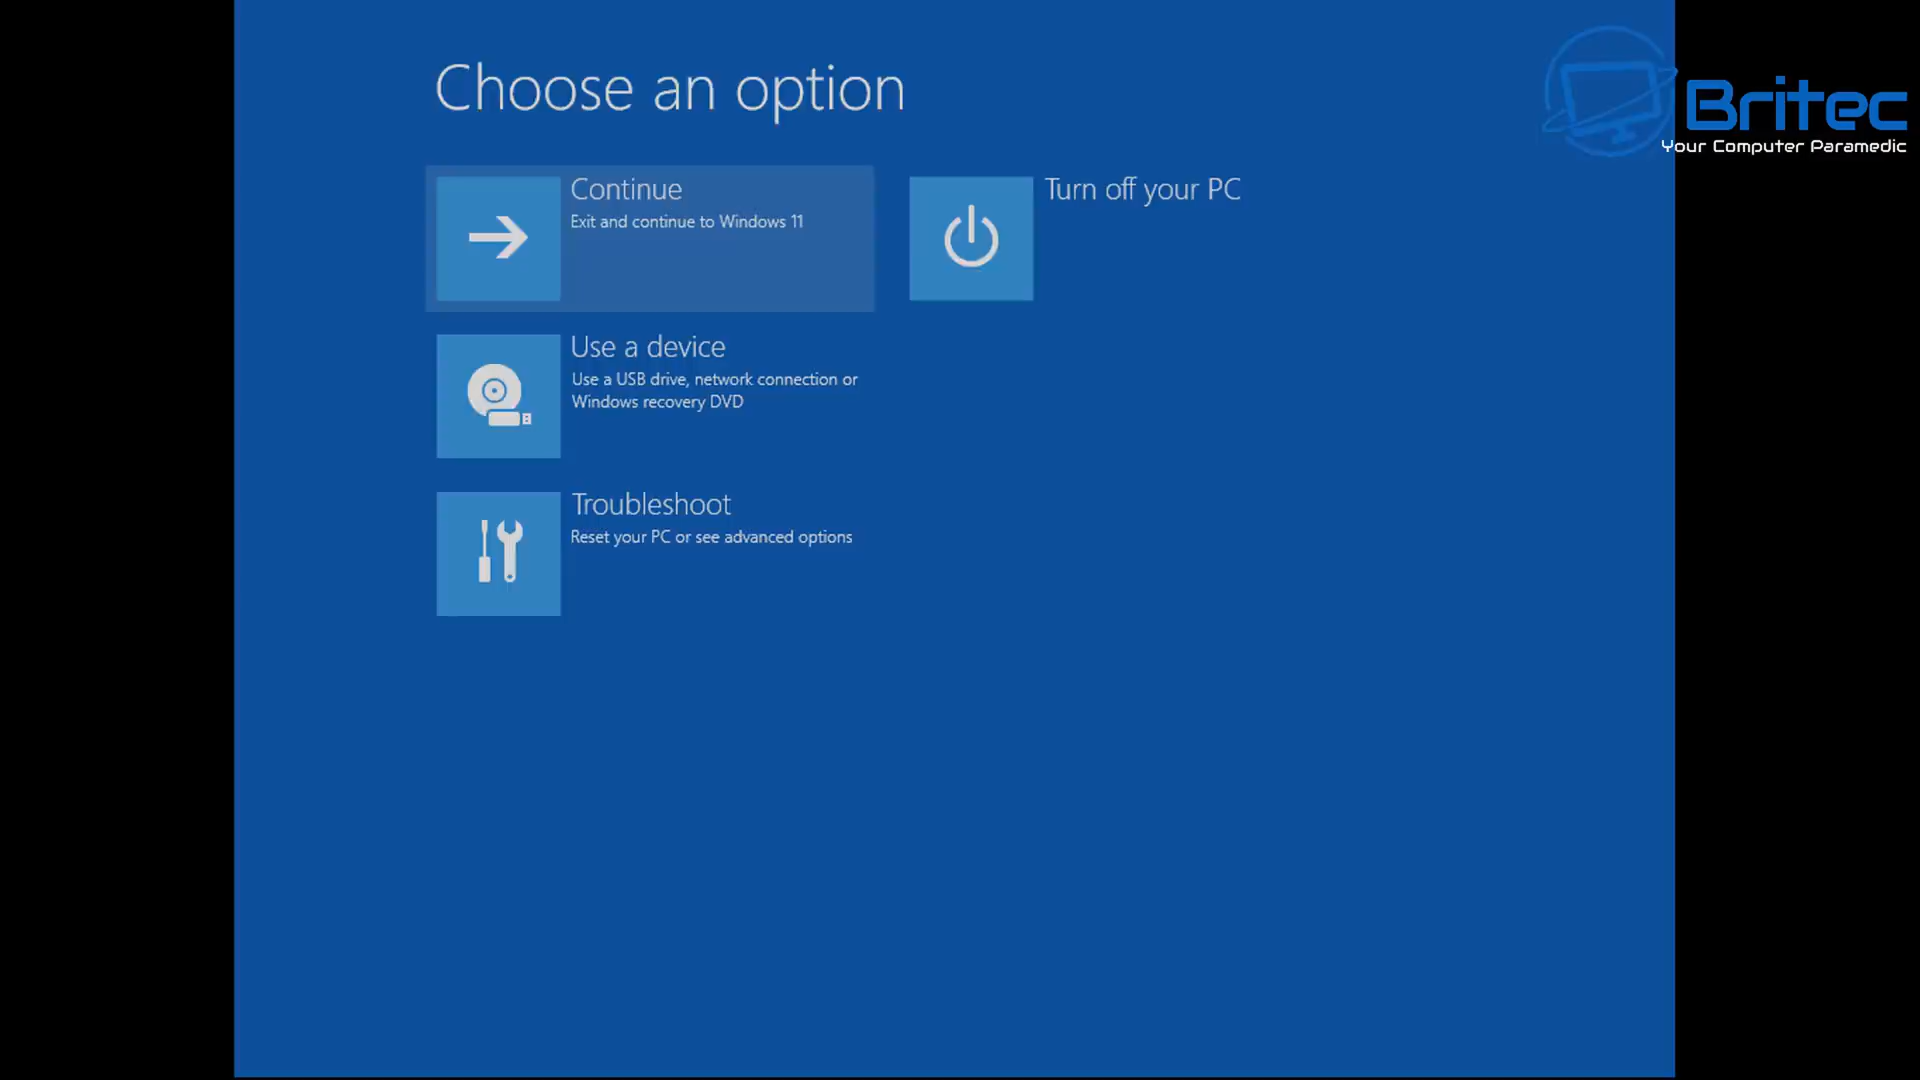 Choose an option
Britec
Your Computer Paramedic
Continue
Exit and continue to Windows 11
Turn off your PC
Use a device
Use a USB drive, network connection or
Windows recovery DVD
Troubleshoot
Reset your PC or see advanced options